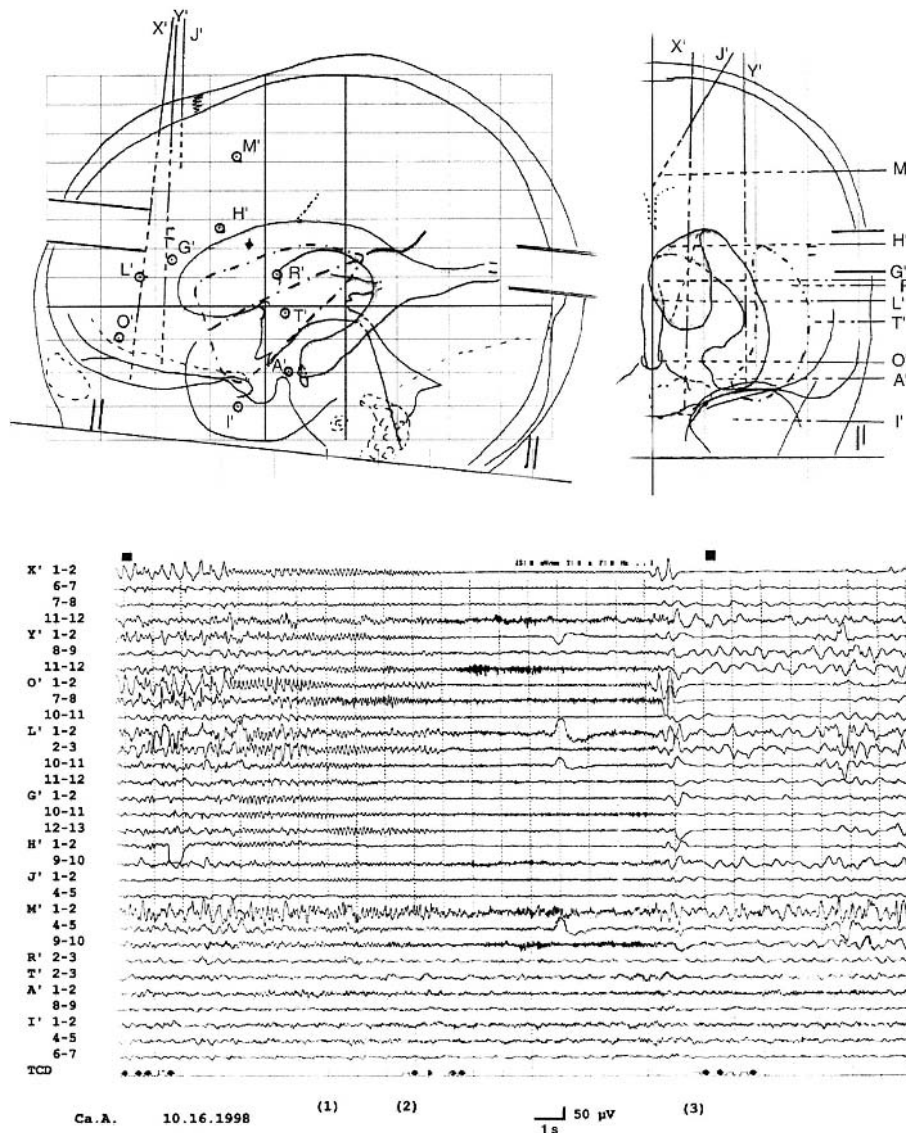 X' Y'
J'
M'
H'
G'
L'
R'
O'
T'
A'
I'
X' J'
Y'
M
H'
G'
L'
T'
O
A'
I'
X' 1-2
6-7
7-8
11-12
Y' 1-2
8-9
11-12
O' 1-2
7-8
10-11
L' 1-2
2-3
10-11
11-12
G' 1-2
10-11
12-13
H' 1-2
9-10
J' 1-2
4-5
M' 1-2
4-5
9-10
R' 2-3
T' 2-3
A' 1-2
8-9
I' 1-2
4-5
6-7
TCD
(1) (2) 50 µV (3)
Ca.A. 10.16.1998 1s